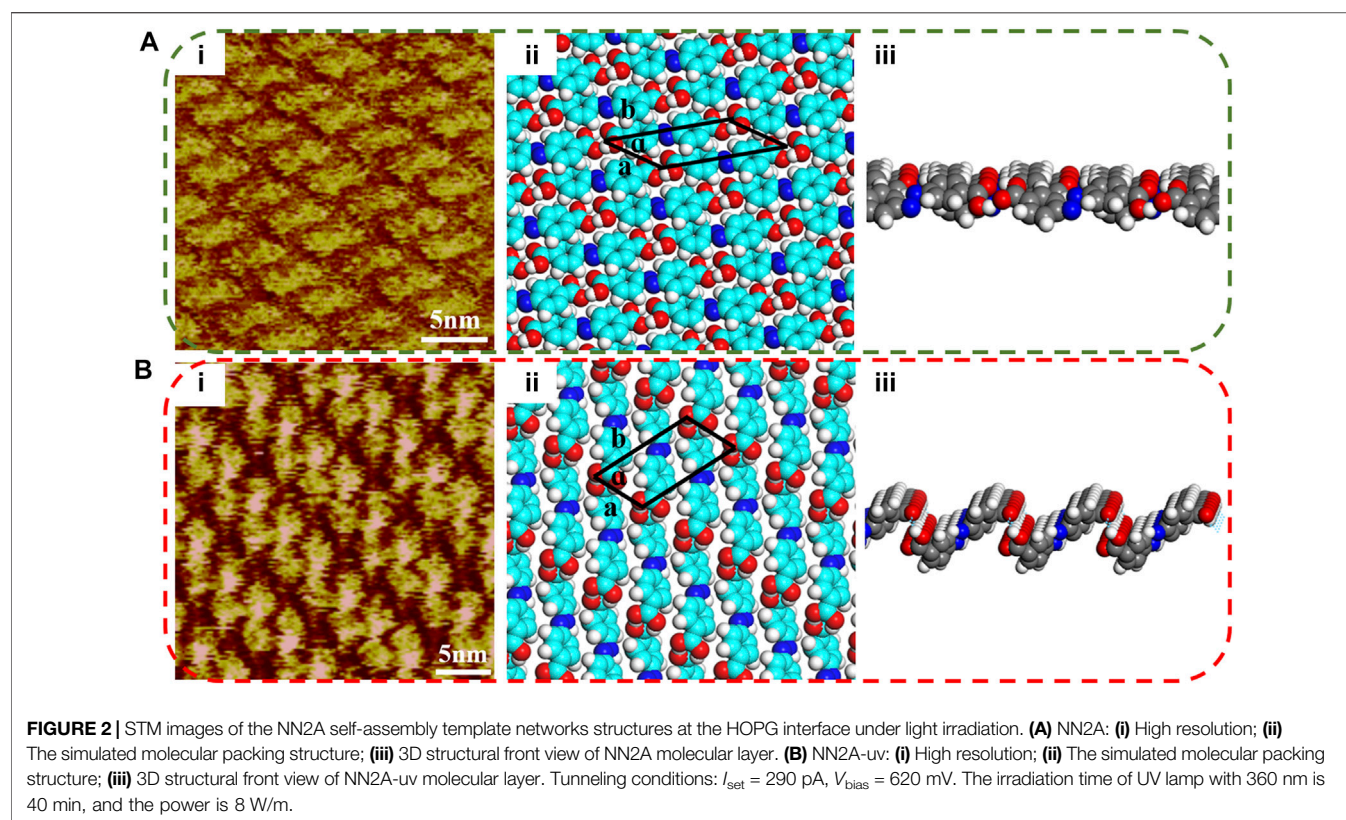 A
i
ii
iii
b
α
a
5nm
B
i
ii
iii
b
α
a
5nm
FIGURE 2 | STM images of the NN2A self-assembly template networks structures at the HOPG interface under light irradiation. (A) NN2A: (i) High resolution; (ii)
The simulated molecular packing structure; (iii) 3D structural front view of NN2A molecular layer. (B) NN2A-uv: (i) High resolution; (ii) The simulated molecular packing
structure; (iii) 3D structural front view of NN2A-uv molecular layer. Tunneling conditions: Iset = 290 pA, Vbias = 620 mV. The irradiation time of UV lamp with 360 nm is
40 min, and the power is 8 W/m.